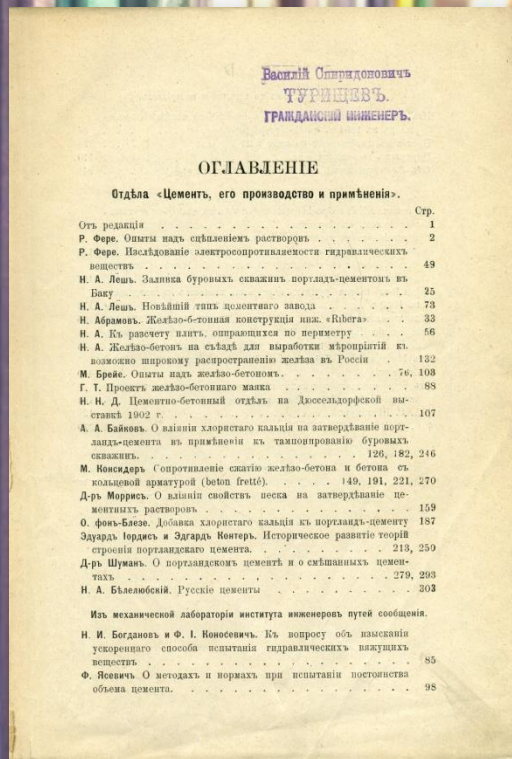 Василій Спиридоновичъ
ТУРИЩЕВЪ.
ГРАЖДАНСКІЙ ИНЖЕНЕРЪ.
ОГЛАВЛЕНІЕ
Отдѣла «Цементъ, его производство и примѣненія».
Стр.
Отъ редакціи . . . . . . . . . . 1
Р. Фере. Опыты надъ сцѣпленіемъ растворовъ . . . . . . 2
Р. Фере. Изслѣдованіе электросопротивляемости гидравлическихъ
веществъ . . . . . . . . . . 49
Н. А. Лешъ. Заливка буровыхъ скважинъ портладъ-цементомъ въ
Баку . . . . . . . . . . 25
Н. А. Лешъ. Новѣйшій типъ цементнаго завода . . . . . 73
Н. Абрамовъ. Желѣзо-бетонная конструкція инж. «Ribera» . . . 33
Н. А. Къ разсчету плитъ, опирающихся по периметру . . . . 56
Н. А. Желѣзо-бетонъ на съѣздѣ для выработки мѣропріятій къ
возможно широкому распространенію желѣза въ Россіи . . 132
М. Брейе. Опыты надъ желѣзо-бетономъ . . . . . . 76, 103
Г. Т. Проектъ желѣзо-бетоннаго маяка . . . . . . 88
Н. Н. Д. Цементно-бетонный отдѣлъ на Дюссельдорфской вы-
ставкѣ 1902 г. . . . . . . . . . 107
А. А. Байковъ. О вліяніи хлористаго кальція на затвердѣваніе порт-
ландъ-цемента въ примѣненіи къ тампонированію буровыхъ
скважинъ. . . . . . . . . . 126, 182, 246
М. Консидеръ Сопротивленіе сжатію желѣзо-бетона и бетона съ
кольцевой арматурой (beton fretté). . . . . 149, 191, 221, 270
Д-ръ Моррисъ. О вліяніи свойствъ песка на затвердѣваніе це-
ментныхъ растворовъ . . . . . . . . . 159
О. фонъ-Блезе. Добавка хлористаго кальція къ портландъ-цементу 187
Эдуардъ Іордисъ и Эдгардъ Контеръ. Историческое развитіе теорій
строенія портландскаго цемента. . . . . . . 213, 250
Д-ръ Шуманъ. О портландскомъ цементѣ и о смѣшанныхъ цемен-
тахъ . . . . . . . . . . 279, 293
Н. А. Бѣлелюбскій. Русскіе цементы . . . . . . 303
Изъ механической лабораторіи института инженеровъ путей сообщенія.
Н. И. Богдановъ и Ф. І. Коносевичъ. Къ вопросу объ изысканіи
ускореннаго способа испытанія гидравлическихъ вяжущихъ
веществъ . . . . . . . . . . 85
Ф. Ясевичъ. О методахъ и нормахъ при испытаніи постоянства
объема цемента. . . . . . . . . . 98